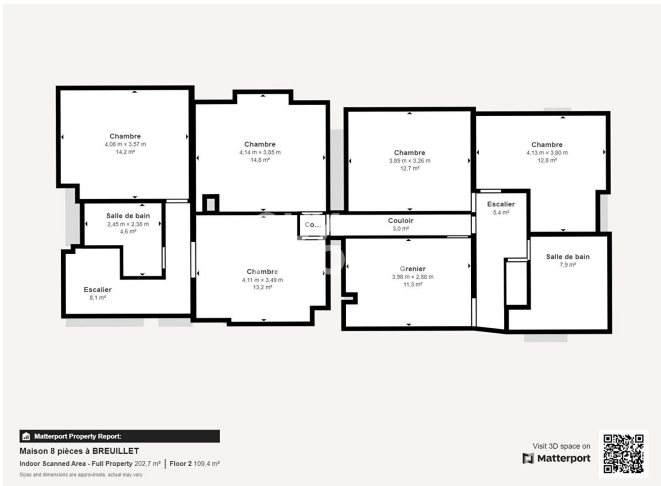 Chambre
4,08 m × 3,57 m
14,2 m²
Chambre
4,14 m × 3,85 m
14,8 m²
Chambre
3,89 m × 3,26 m
12,7 m²
Chambre
4,13 m × 3,80 m
12,8 m²
Salle de bain
2,45 m × 2,38 m
4,6 m²
Co...
Couloir
3,0 m²
Escalier
5,4 m²
Chambre
4,11 m × 3,49 m
13,2 m²
Grenier
3,98 m × 2,88 m
11,3 m²
Salle de bain
7,9 m²
Escalier
8,1 m²
Matterport Property Report:
Maison 8 pièces à BREUILLET
Indoor Scanned Area - Full Property 202,7 m² | Floor 2 109,4 m²
Sizes and dimensions are approximate, actual may vary
Visit 3D space on
Matterport